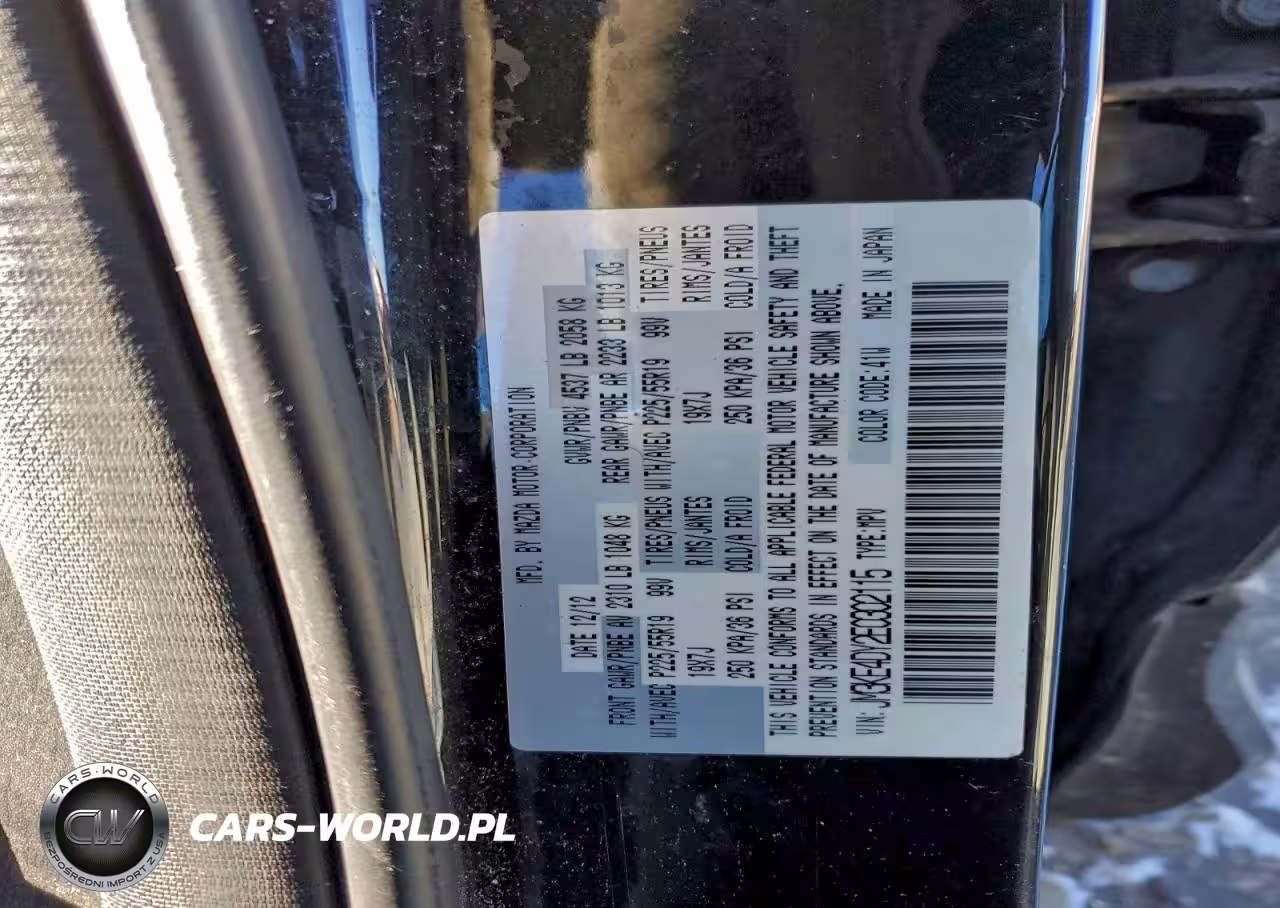 MFD. BY MAZDA MOTOR CORPORATION
DATE 12/12 GVWR/PNBV 4537 LB 2058 KG
FRONT GAWR/PNBE AV 2310 LB 1048 KG REAR GAWR/PNBE AR 2233 LB 1013 KG
WITH/AVEC P225/55R19 99V TIRES/PNEUS WITH/AVEC P225/55R19 99V TIRES/PNEUS
19X7J RIMS/JANTES 19X7J RIMS/JANTES
250 KPA/36 PSI COLD/A FROID 250 KPA/36 PSI COLD/A FROID
THIS VEHICLE CONFORMS TO ALL APPLICABLE FEDERAL MOTOR VEHICLE SAFETY AND THEFT
PREVENTION STANDARDS IN EFFECT ON THE DATE OF MANUFACTURE SHOWN ABOVE.
VIN: JM3KE4DY2E0302115 TYPE:MPV COLOR CODE:41W MADE IN JAPAN
CARS-WORLD
CW
BEZPOŚREDNI IMPORT Z USA
CARS-WORLD.PL